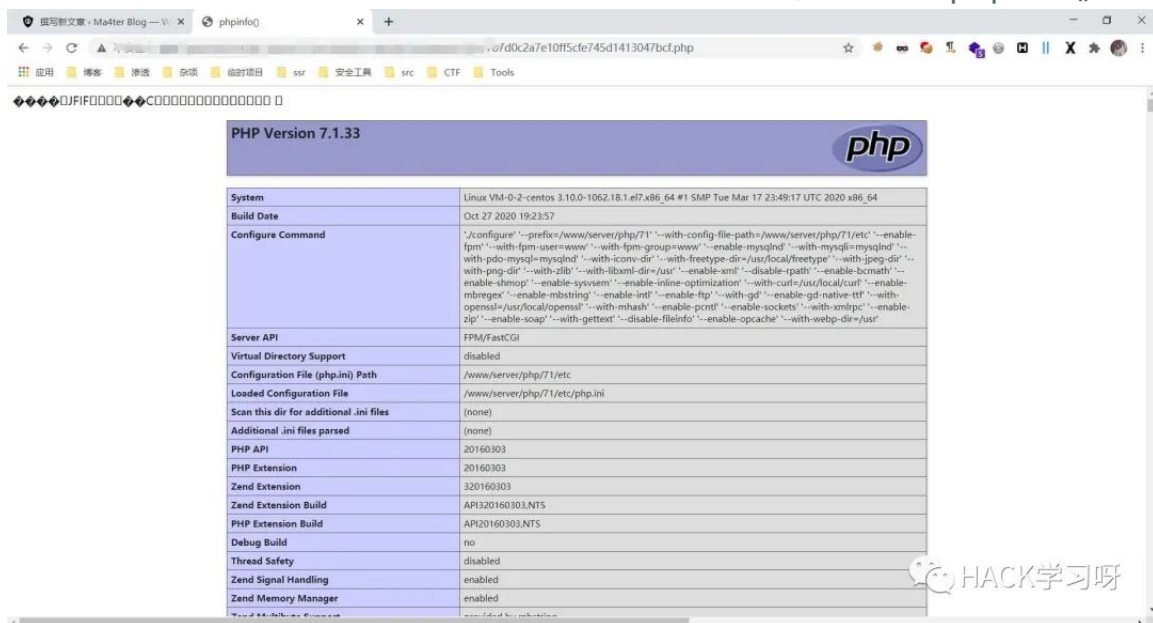 撰写新文章 ‹ Ma4ter Blog — W
phpinfo()
7d0c2a7e10ff5cfe745d1413047bcf.php
应用 博客 渗透 杂项 临时项目 ssr 安全工具 src CTF Tools
����JFIF��C
PHP Version 7.1.33
php
System Linux VM-0-2-centos 3.10.0-1062.18.1.el7.x86_64 #1 SMP Tue Mar 17 23:49:17 UTC 2020 x86_64
Build Date Oct 27 2020 19:23:57
Configure Command './configure' '--prefix=/www/server/php/71' '--with-config-file-path=/www/server/php/71/etc' '--enable-
fpm' '--with-fpm-user=www' '--with-fpm-group=www' '--enable-mysqlnd' '--with-mysqli=mysqlnd' '--
with-pdo-mysql=mysqlnd' '--with-iconv-dir' '--with-freetype-dir=/usr/local/freetype' '--with-jpeg-dir' '--
with-png-dir' '--with-zlib' '--with-libxml-dir=/usr' '--enable-xml' '--disable-rpath' '--enable-bcmath' '--
enable-shmop' '--enable-sysvsem' '--enable-inline-optimization' '--with-curl=/usr/local/curl' '--enable-
mbregex' '--enable-mbstring' '--enable-intl' '--enable-ftp' '--with-gd' '--enable-gd-native-ttf' '--with-
openssl=/usr/local/openssl' '--with-mhash' '--enable-pcntl' '--enable-sockets' '--with-xmlrpc' '--enable-
zip' '--enable-soap' '--with-gettext' '--disable-fileinfo' '--enable-opcache' '--with-webp-dir=/usr'
Server API FPM/FastCGI
Virtual Directory Support disabled
Configuration File (php.ini) Path /www/server/php/71/etc
Loaded Configuration File /www/server/php/71/etc/php.ini
Scan this dir for additional .ini files (none)
Additional .ini files parsed (none)
PHP API 20160303
PHP Extension 20160303
Zend Extension 320160303
Zend Extension Build API320160303,NTS
PHP Extension Build API20160303,NTS
Debug Build no
Thread Safety disabled
Zend Signal Handling enabled
Zend Memory Manager enabled
Zend Multibyte Support provided by mbstring
HACK学习呀